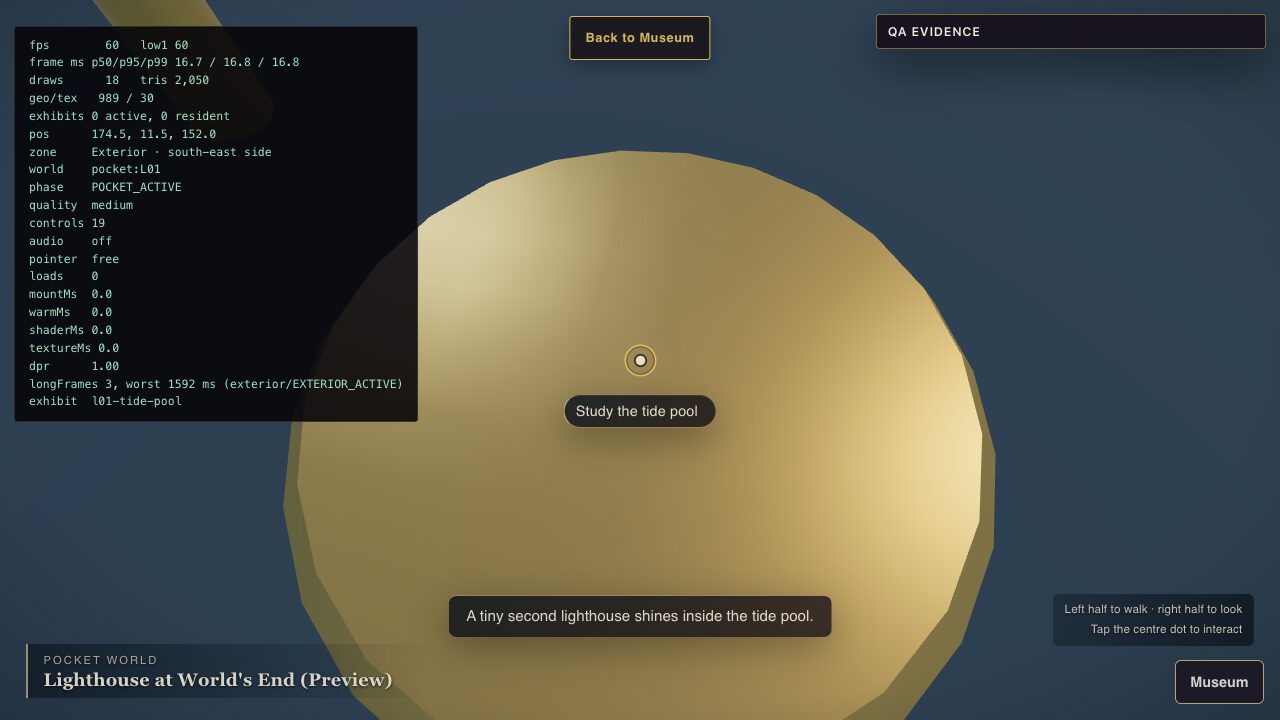 fps 60 low1 60
frame ms p50/p95/p99 16.7 / 16.8 / 16.8
draws 18 tris 2,050
geo/tex 989 / 30
exhibits 0 active, 0 resident
pos 174.5, 11.5, 152.0
zone Exterior · south-east side
world pocket:L01
phase POCKET_ACTIVE
quality medium
controls 19
audio off
pointer free
loads 0
mountMs 0.0
warmMs 0.0
shaderMs 0.0
textureMs 0.0
dpr 1.00
longFrames 3, worst 1592 ms (exterior/EXTERIOR_ACTIVE)
exhibit l01-tide-pool
Back to Museum
QA EVIDENCE
Study the tide pool
A tiny second lighthouse shines inside the tide pool.
Left half to walk · right half to look
Tap the centre dot to interact
POCKET WORLD
Lighthouse at World's End (Preview)
Museum